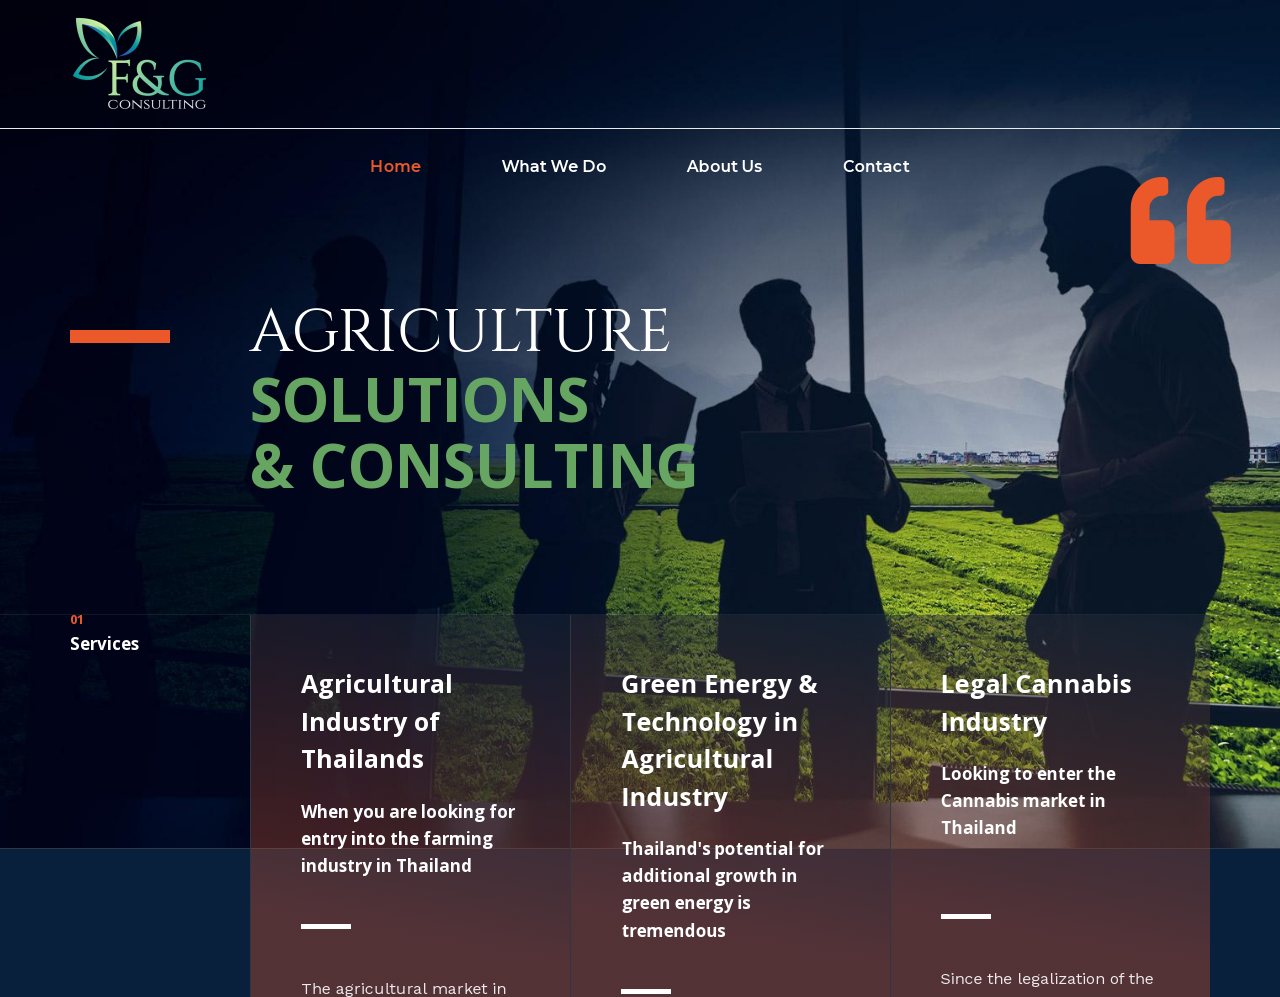 F&G
CONSULTING
Home
What We Do
About Us
Contact
AGRICULTURE
SOLUTIONS
& CONSULTING
01
Services
Agricultural
Industry of
Thailands
When you are looking for
entry into the farming
industry in Thailand
The agricultural market in
Green Energy &
Technology in
Agricultural
Industry
Thailand's potential for
additional growth in
green energy is
tremendous
Legal Cannabis
Industry
Looking to enter the
Cannabis market in
Thailand
Since the legalization of the